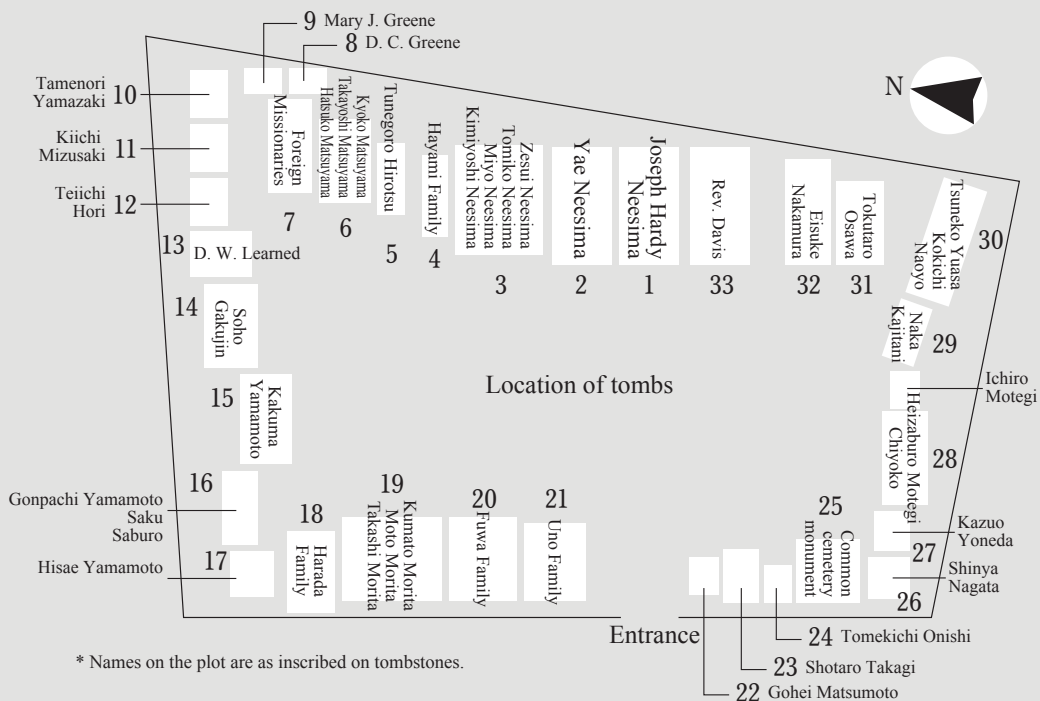 9 Mary J. Greene
8 D. C. Greene
N
Tamenori
Yamazaki
10
Kiichi
Mizusaki
11
Teiichi
Hori
12
13
D. W. Learned
14
Soho
Gakujin
15
Kakuma
Yamamoto
16
Gonpachi Yamamoto
Saku
Saburo
17
Hisae Yamamoto
Foreign
Missionaries
7
Kyoko Matsuyama
Takayoshi Matsuyama
Hatsuko Matsuyama
6
Tunegoro Hirotsu
5
Hayami Family
4
Zesui Neesima
Tomiko Neesima
Miyo Neesima
Kimiyoshi Neesima
3
Yae Neesima
2
Joseph Hardy
Neesima
1
Rev. Davis
33
Eisuke
Nakamura
32
Tokutaro
Osawa
31
Tsuneko Yuasa
Kokichi
Naoyo
30
Naka
Kajitani
29
Ichiro
Motegi
Heizaburo Motegi
Chiyoko
28
Kazuo
Yoneda
27
Shinya
Nagata
26
Location of tombs
18
Harada
Family
19
Kumato Morita
Moto Morita
Takashi Morita
20
Fuwa Family
21
Uno Family
25
Common
cemetery
monument
Entrance
24 Tomekichi Onishi
23 Shotaro Takagi
22 Gohei Matsumoto
* Names on the plot are as inscribed on tombstones.